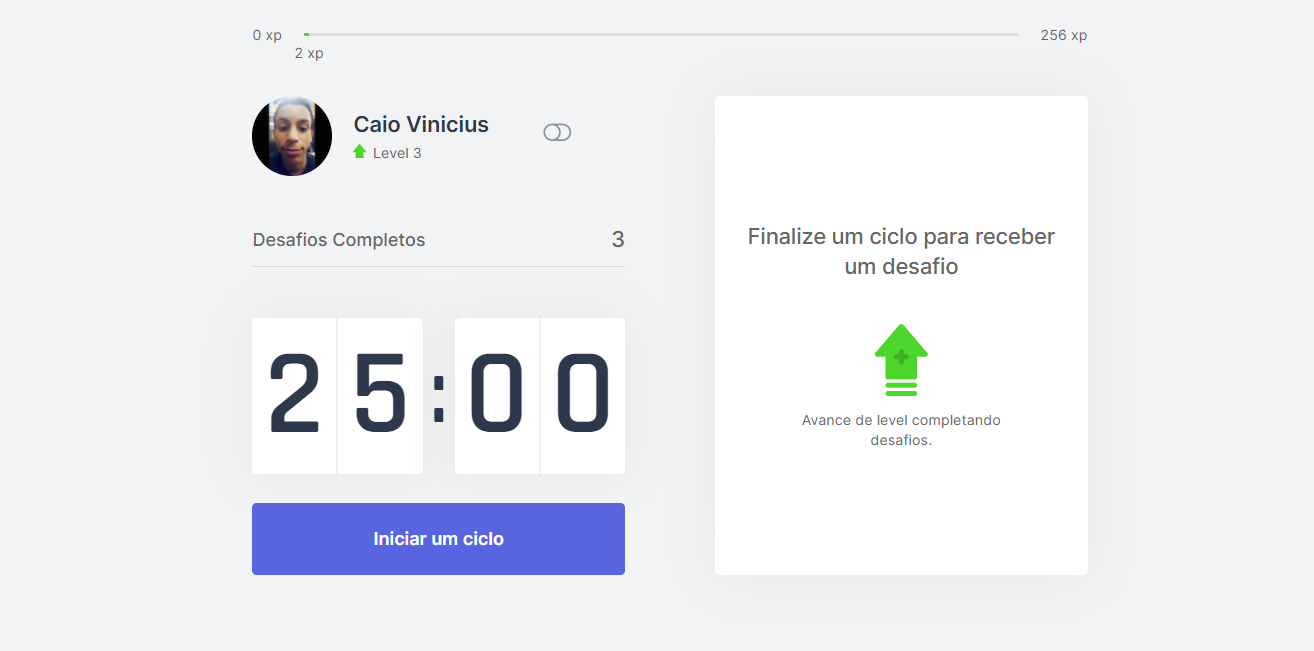 0 xp
256 xp
2 xp
Caio Vinicius
Level 3
Desafios Completos
3
25:00
Iniciar um ciclo
Finalize um ciclo para receber
um desafio
Avance de level completando
desafios.